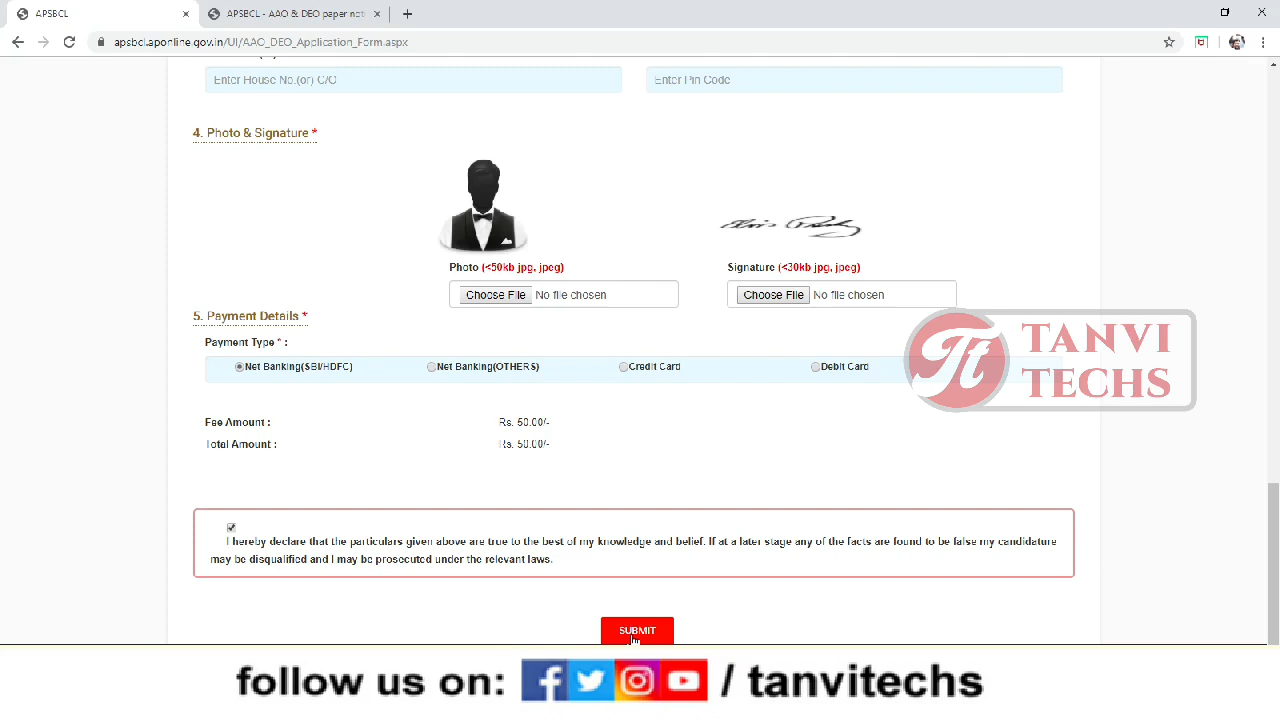 APSBCL
APSBCL - AAO & DEO paper noti
apsbcl.aponline.gov.in/UI/AAO_DEO_Application_Form.aspx
Enter House No.(or) C/O
Enter Pin Code
4. Photo & Signature *
Photo (<50kb jpg, jpeg)
Signature (<30kb jpg, jpeg)
Choose File No file chosen
Choose File No file chosen
5. Payment Details *
Payment Type * :
Net Banking(SBI/HDFC)
Net Banking(OTHERS)
Credit Card
Debit Card
TANVI
TECHS
Fee Amount :
Rs. 50.00/-
Total Amount :
Rs. 50.00/-
I hereby declare that the particulars given above are true to the best of my knowledge and belief. If at a later stage any of the facts are found to be false my candidature
may be disqualified and I may be prosecuted under the relevant laws.
SUBMIT
follow us on: / tanvitechs